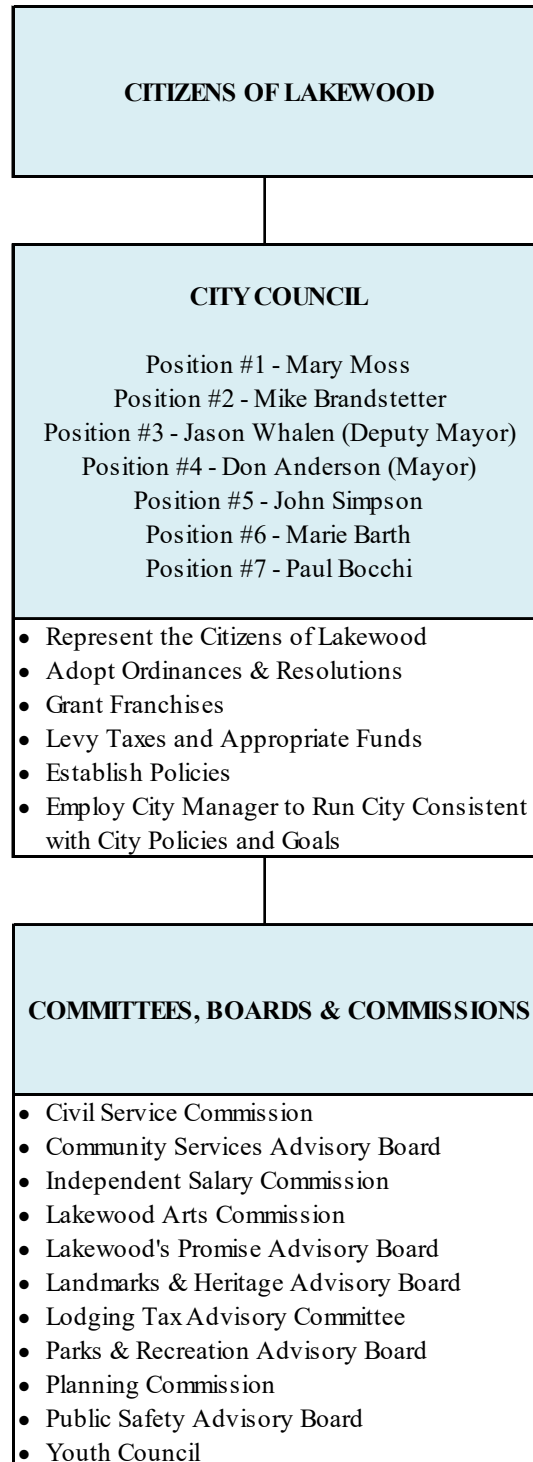 CITIZENS OF LAKEWOOD
CITY COUNCIL
Position #1 - Mary Moss
Position #2 - Mike Brandstetter
Position #3 - Jason Whalen (Deputy Mayor)
Position #4 - Don Anderson (Mayor)
Position #5 - John Simpson
Position #6 - Marie Barth
Position #7 - Paul Bocchi
• Represent the Citizens of Lakewood
• Adopt Ordinances & Resolutions
• Grant Franchises
• Levy Taxes and Appropriate Funds
• Establish Policies
• Employ City Manager to Run City Consistent
with City Policies and Goals
COMMITTEES, BOARDS & COMMISSIONS
• Civil Service Commission
• Community Services Advisory Board
• Independent Salary Commission
• Lakewood Arts Commission
• Lakewood's Promise Advisory Board
• Landmarks & Heritage Advisory Board
• Lodging Tax Advisory Committee
• Parks & Recreation Advisory Board
• Planning Commission
• Public Safety Advisory Board
• Youth Council